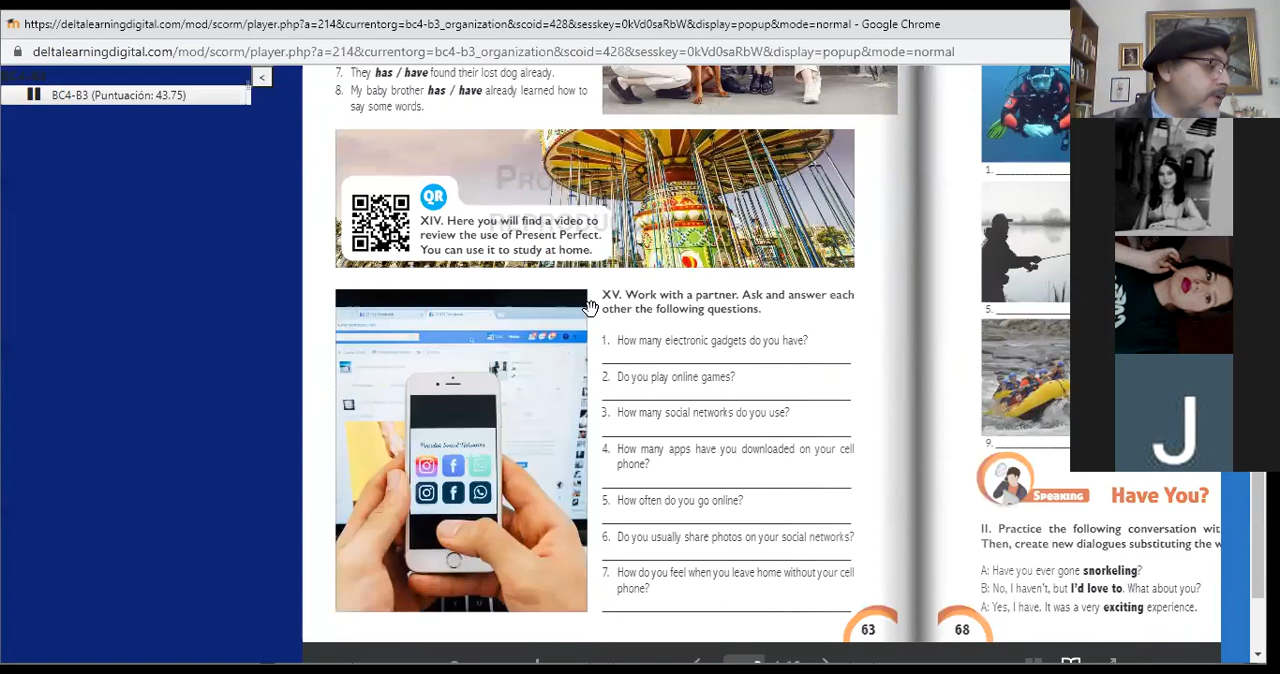 https://deltalearningdigital.com/mod/scorm/player.php?a=214&currentorg=bc4-b3_organization&scoid=428&sesskey=0kVd0saRbW&display=popup&mode=normal - Google Chrome
deltalearningdigital.com/mod/scorm/player.php?a=214&currentorg=bc4-b3_organization&scoid=428&sesskey=0kVd0saRbW&display=popup&mode=normal
<
BC4-B3 (Puntuación: 43.75)
7. They has / have found their lost dog already.
8. My baby brother has / have already learned how to
say some words.
QR
XIV. Here you will find a video to
review the use of Present Perfect.
You can use it to study at home.
XV. Work with a partner. Ask and answer each
other the following questions.
1. How many electronic gadgets do you have?
2. Do you play online games?
3. How many social networks do you use?
4. How many apps have you downloaded on your cell
phone?
5. How often do you go online?
6. Do you usually share photos on your social networks?
7. How do you feel when you leave home without your cell
phone?
Popular Social Networks
63
1.
5.
9.
Speaking
Have You?
II. Practice the following conversation wit
Then, create new dialogues substituting the w
A: Have you ever gone snorkeling?
B: No, I haven't, but I'd love to. What about you?
A: Yes, I have. It was a very exciting experience.
68
J